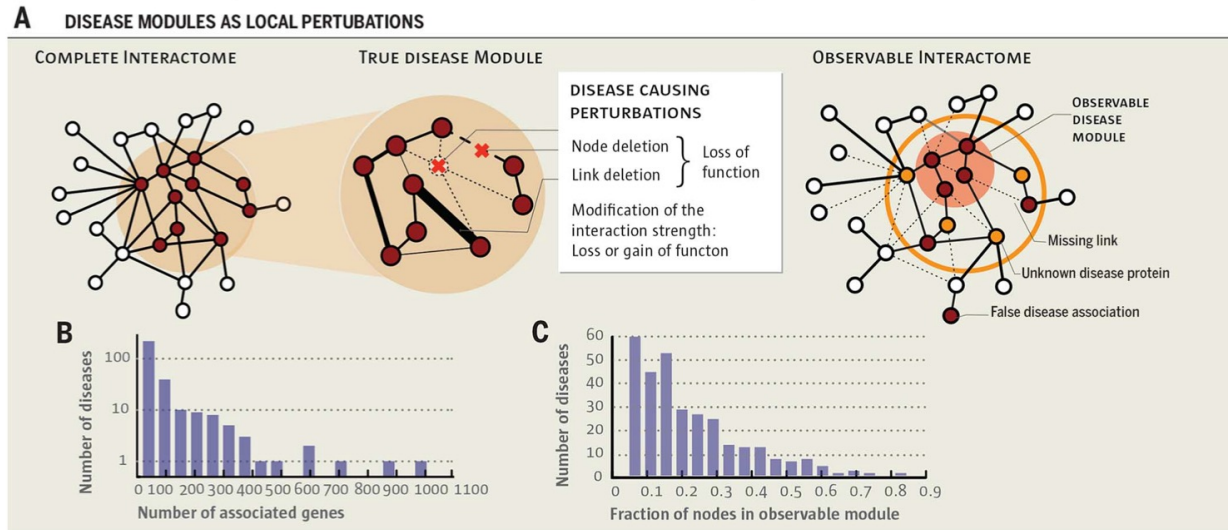 A DISEASE MODULES AS LOCAL PERTUBATIONS
COMPLETE INTERACTOME
TRUE DISEASE MODULE
OBSERVABLE INTERACTOME
DISEASE CAUSING
PERTURBATIONS
Node deletion
Link deletion
Loss of
function
Modification of the
interaction strength:
Loss or gain of functon
OBSERVABLE
DISEASE
MODULE
Missing link
Unknown disease protein
False disease association
B
Number of diseases
100
10
1
0 100 200 300 400 500 600 700 800 900 1000 1100
Number of associated genes
C
Number of diseases
60
50
40
30
20
10
0
0 0.1 0.2 0.3 0.4 0.5 0.6 0.7 0.8 0.9
Fraction of nodes in observable module